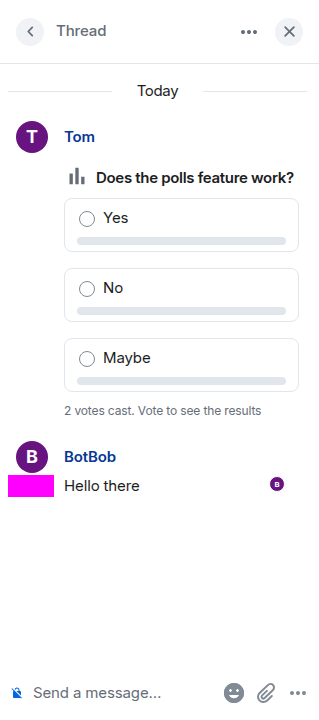 Thread
Today
T
Tom
Does the polls feature work?
Yes
No
Maybe
2 votes cast. Vote to see the results
B
BotBob
Hello there
B
Send a message…